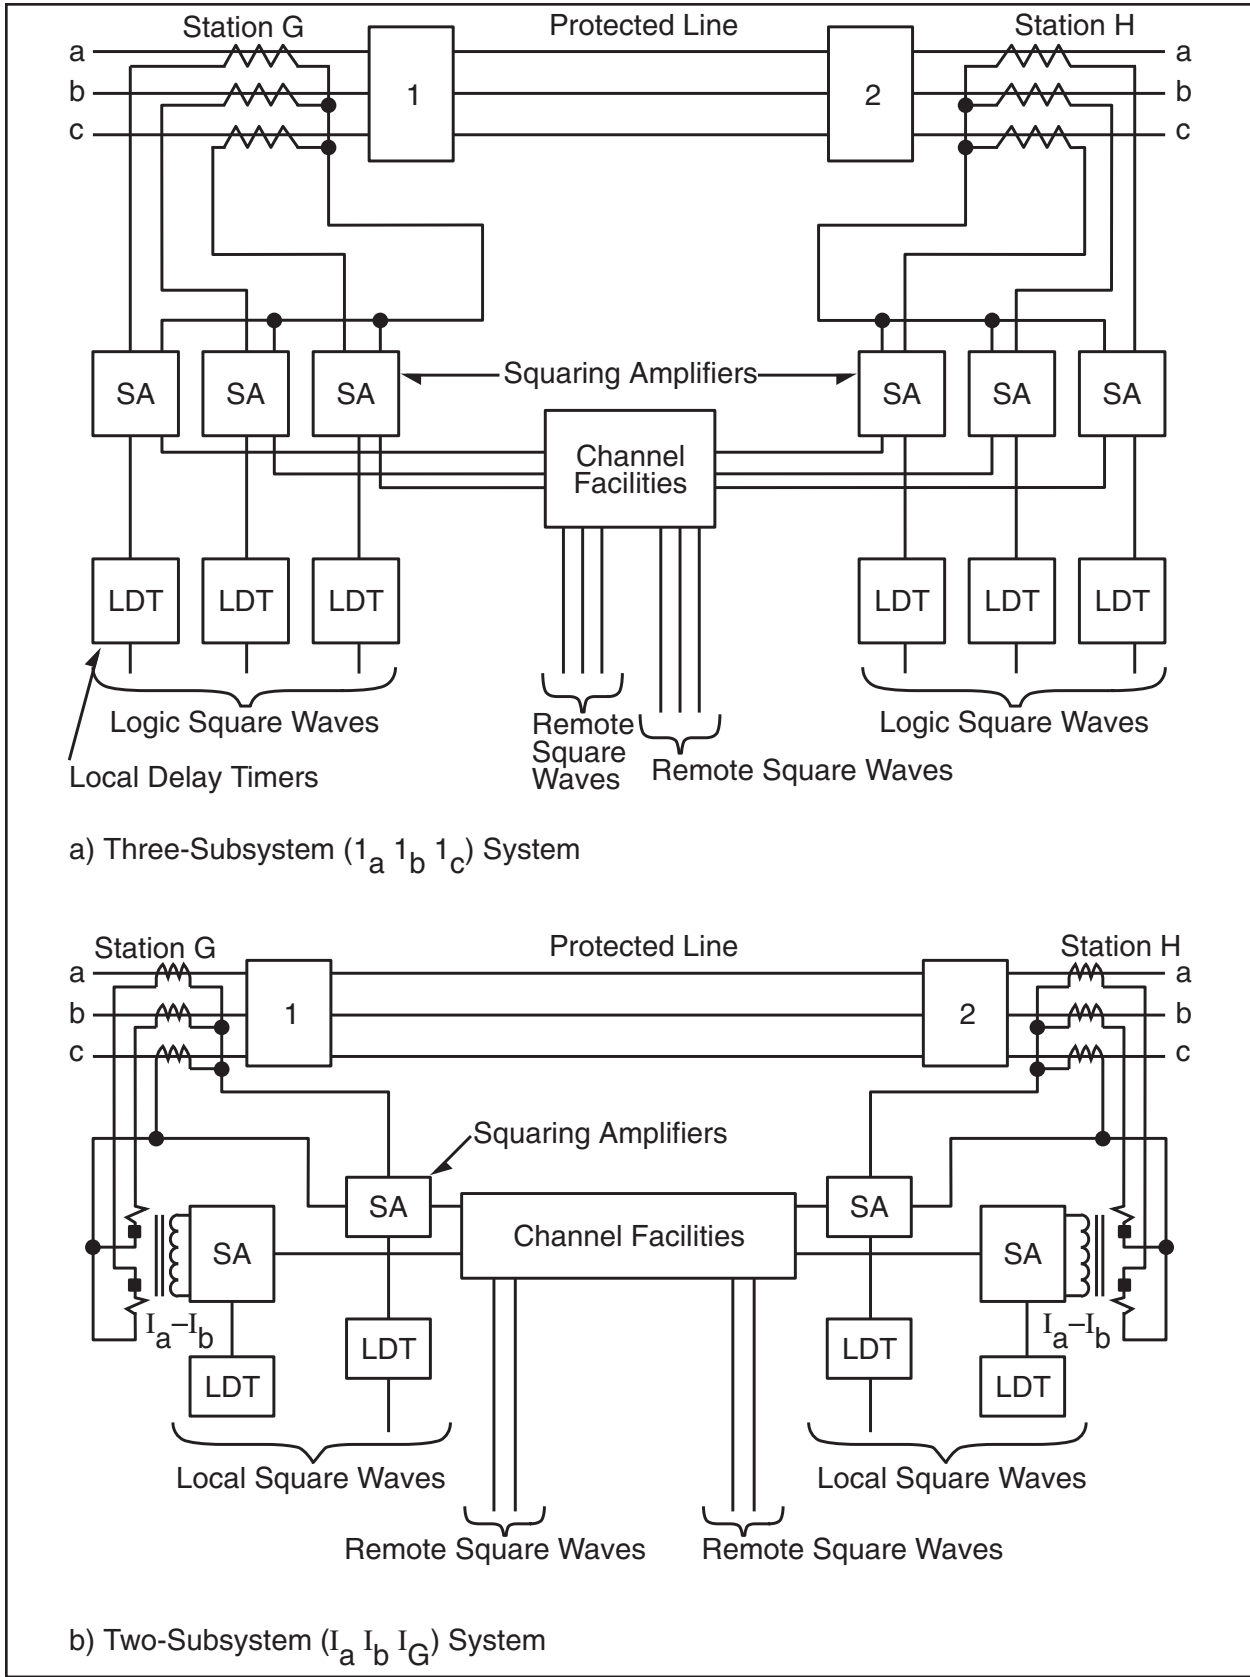 Station G
Protected Line
Station H
a
b
c
1
2
a
b
c
SA
SA
SA
Squaring Amplifiers
SA
SA
SA
Channel
Facilities
LDT
LDT
LDT
LDT
LDT
LDT
Logic Square Waves
Remote
Square
Waves
Remote Square Waves
Logic Square Waves
Local Delay Timers
a) Three-Subsystem (1a 1b 1c) System
Station G
Protected Line
Station H
a
b
c
1
2
a
b
c
Squaring Amplifiers
SA
SA
SA
Channel Facilities
SA
Ia–Ib
Ia–Ib
LDT
LDT
LDT
LDT
Local Square Waves
Local Square Waves
Remote Square Waves
Remote Square Waves
b) Two-Subsystem (Ia Ib IG) System